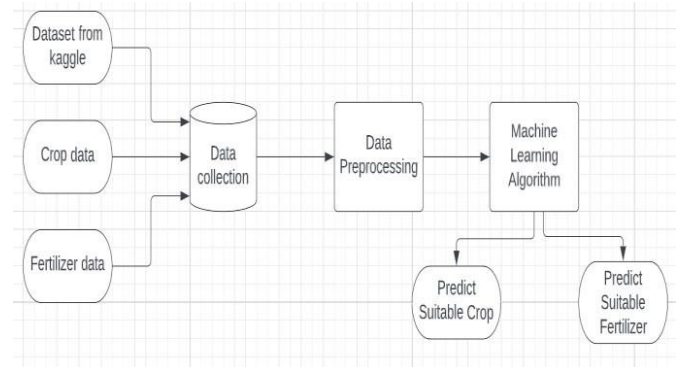 Dataset from
kaggle
Crop data
Fertilizer data
Data
collection
Data
Preprocessing
Machine
Learning
Algorithm
Predict
Suitable Crop
Predict
Suitable
Fertilizer